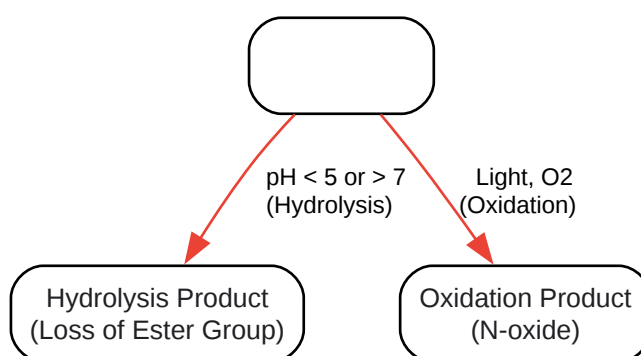 pH < 5 or > 7
(Hydrolysis)
Light, O2
(Oxidation)
Hydrolysis Product
(Loss of Ester Group)
Oxidation Product
(N-oxide)